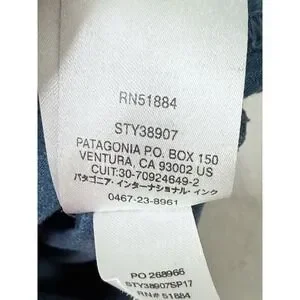 RN51884
STY38907
PATAGONIA P.O. BOX 150
VENTURA, CA 93002 US
CUIT:30-70924649-2
パタゴニア・インターナショナル・インク
0467-23-8961
PO 268966
STY38907SP17
RN# 51884